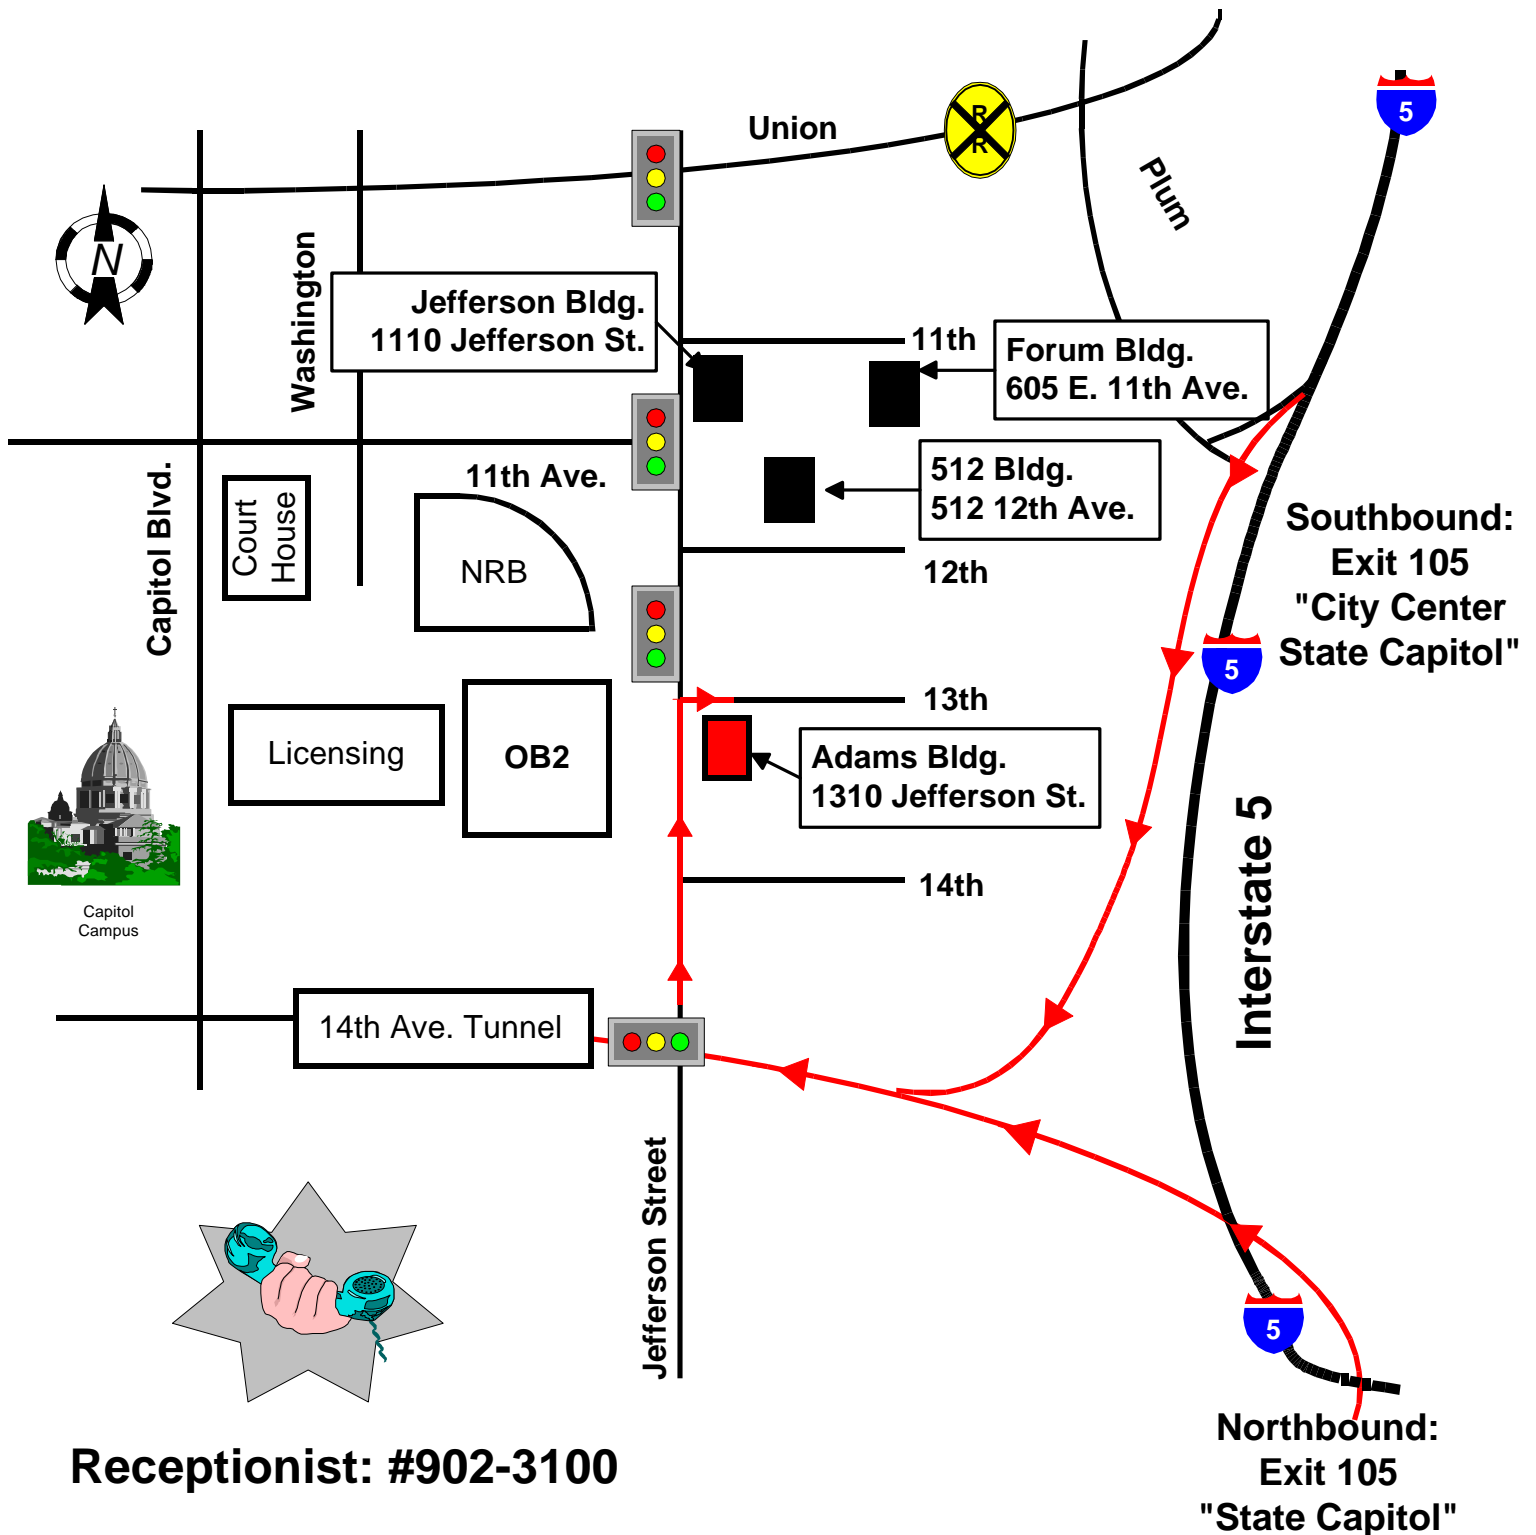 5
Union
R
R
Plum
N
Washington
Jefferson Bldg.
1110 Jefferson St.
11th
Forum Bldg.
605 E. 11th Ave.
11th Ave.
512 Bldg.
512 12th Ave.
Capitol Blvd.
Court
House
NRB
12th
Southbound:
Exit 105
"City Center
State Capitol"
5
13th
Licensing
OB2
Adams Bldg.
1310 Jefferson St.
Interstate 5
14th
Capitol
Campus
14th Ave. Tunnel
Jefferson Street
5
Northbound:
Exit 105
"State Capitol"
Receptionist: #902-3100